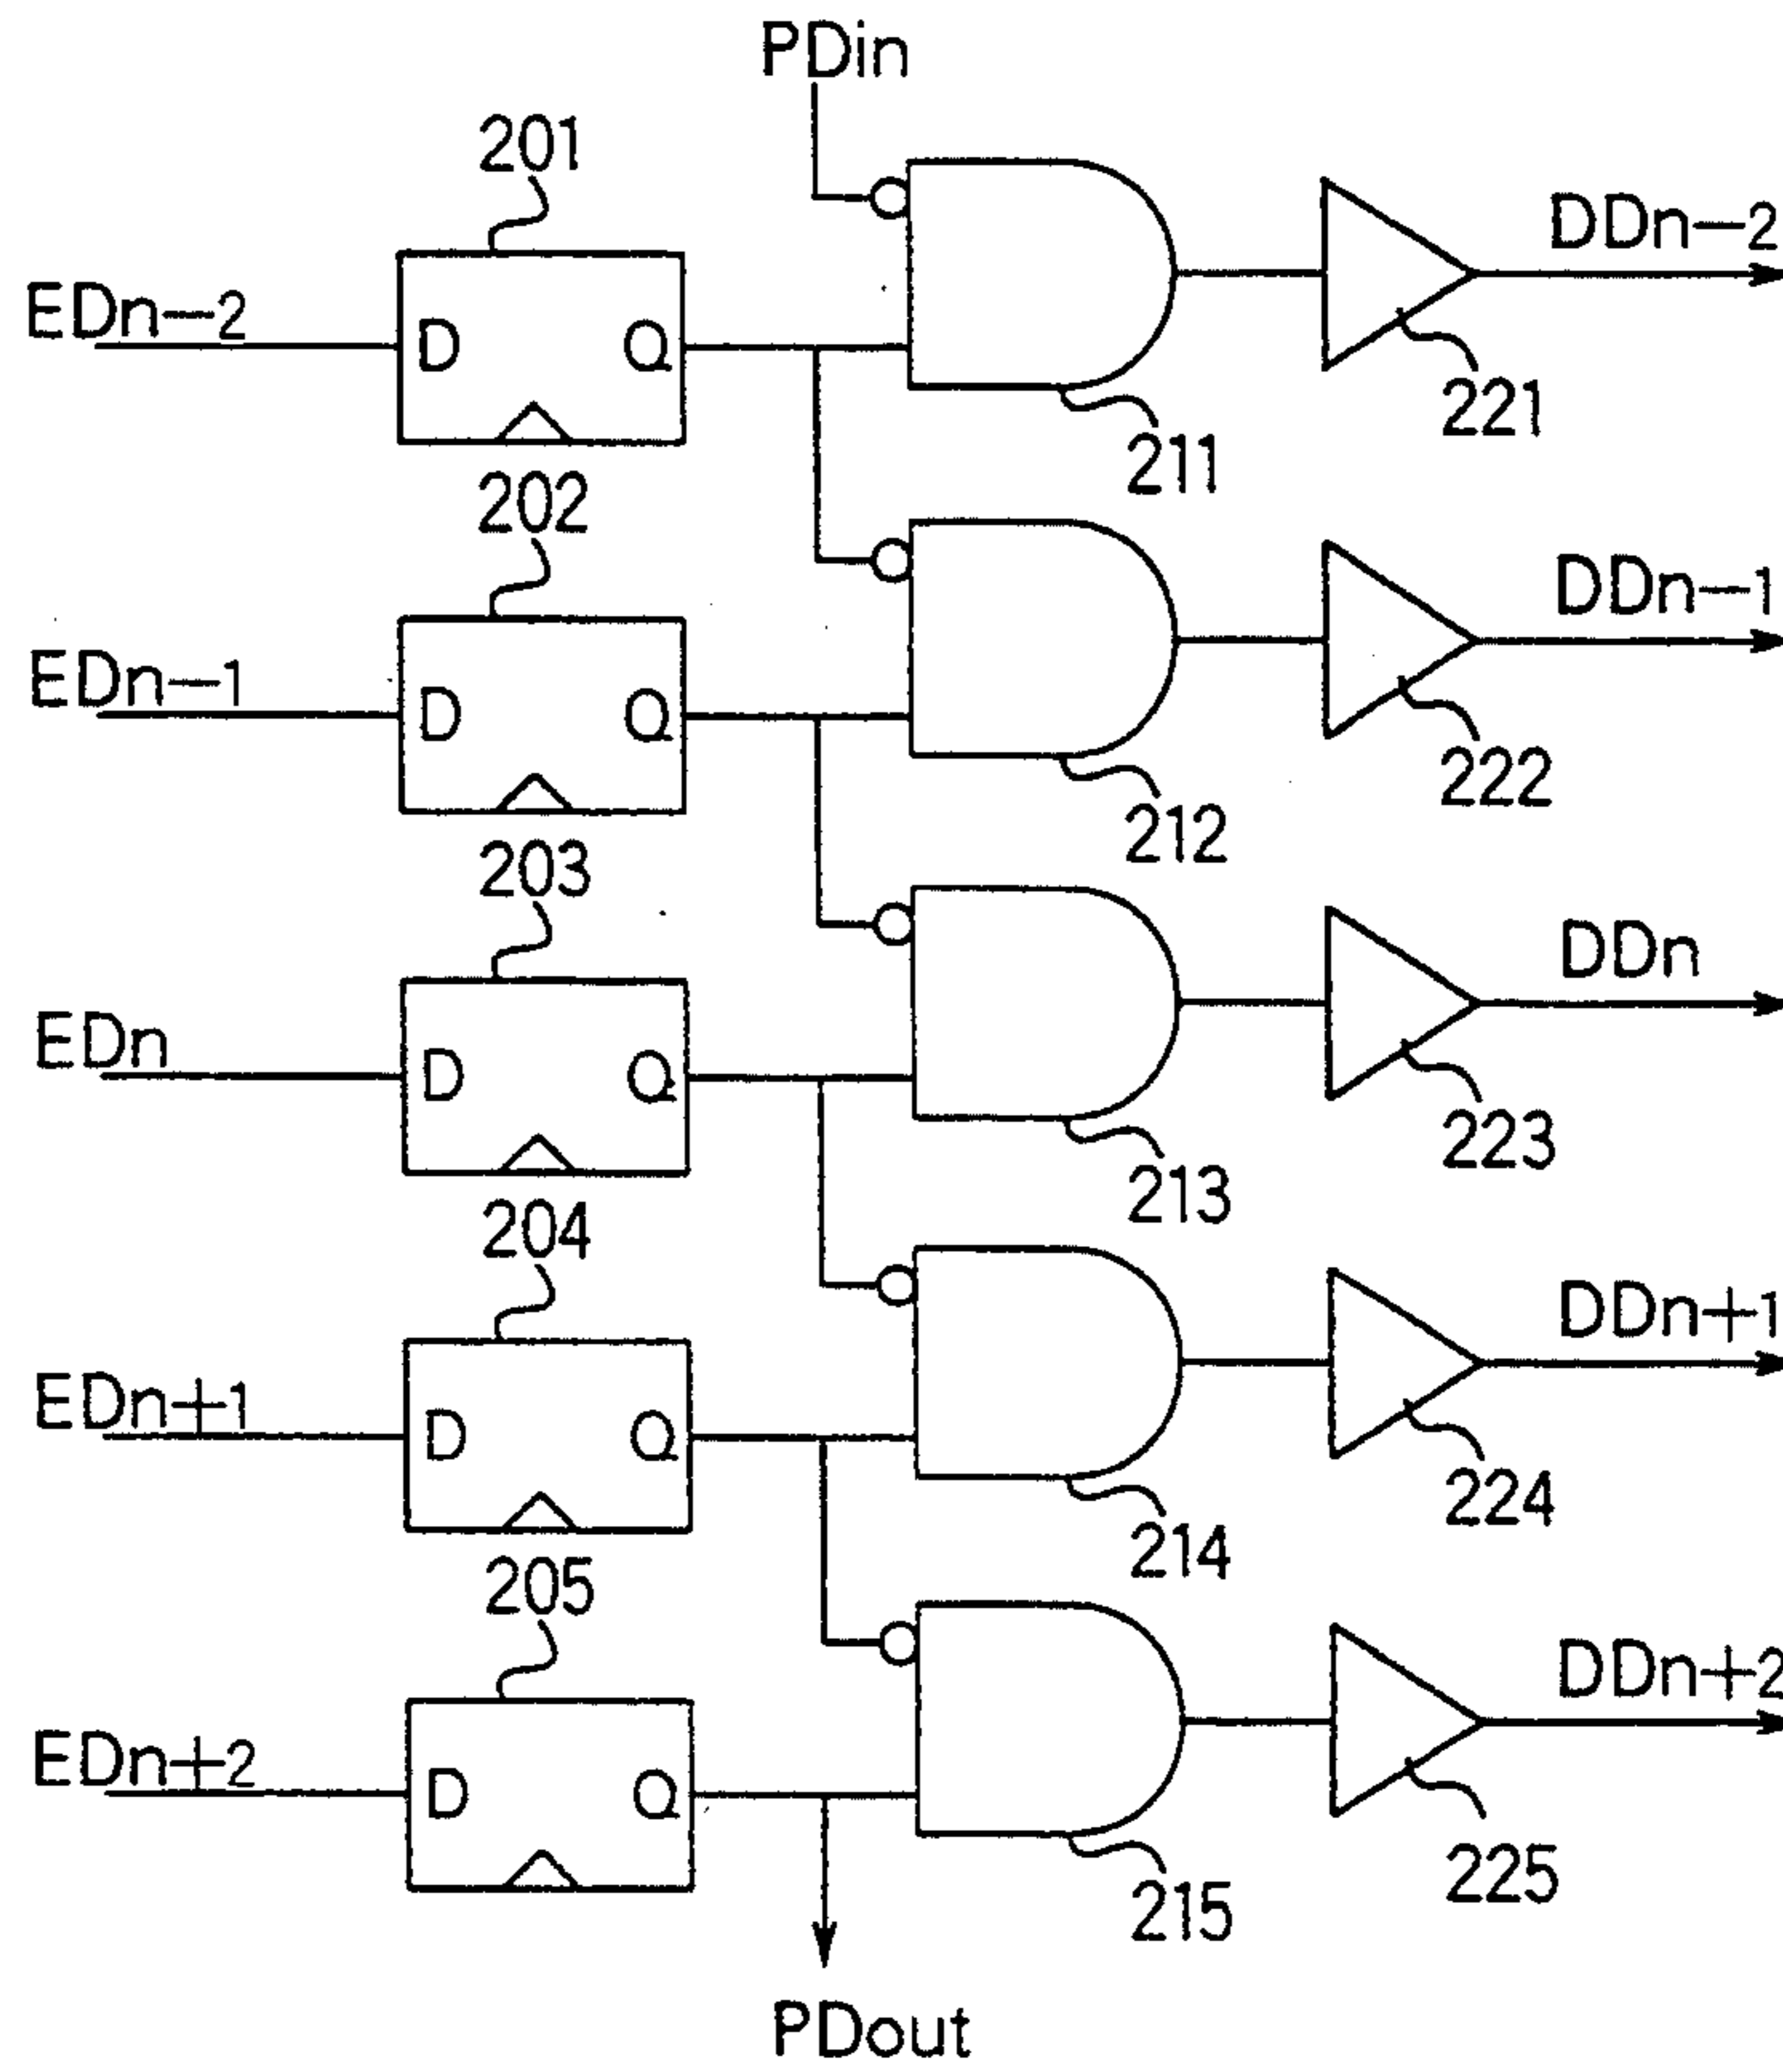 PDin
201
EDn-2
D Q
DDn-2
221
211
202
EDn-1
D Q
DDn-1
222
212
203
EDn
D Q
DDn
223
213
204
EDn+1
D Q
DDn+1
224
214
205
EDn+2
D Q
DDn+2
225
215
PDout